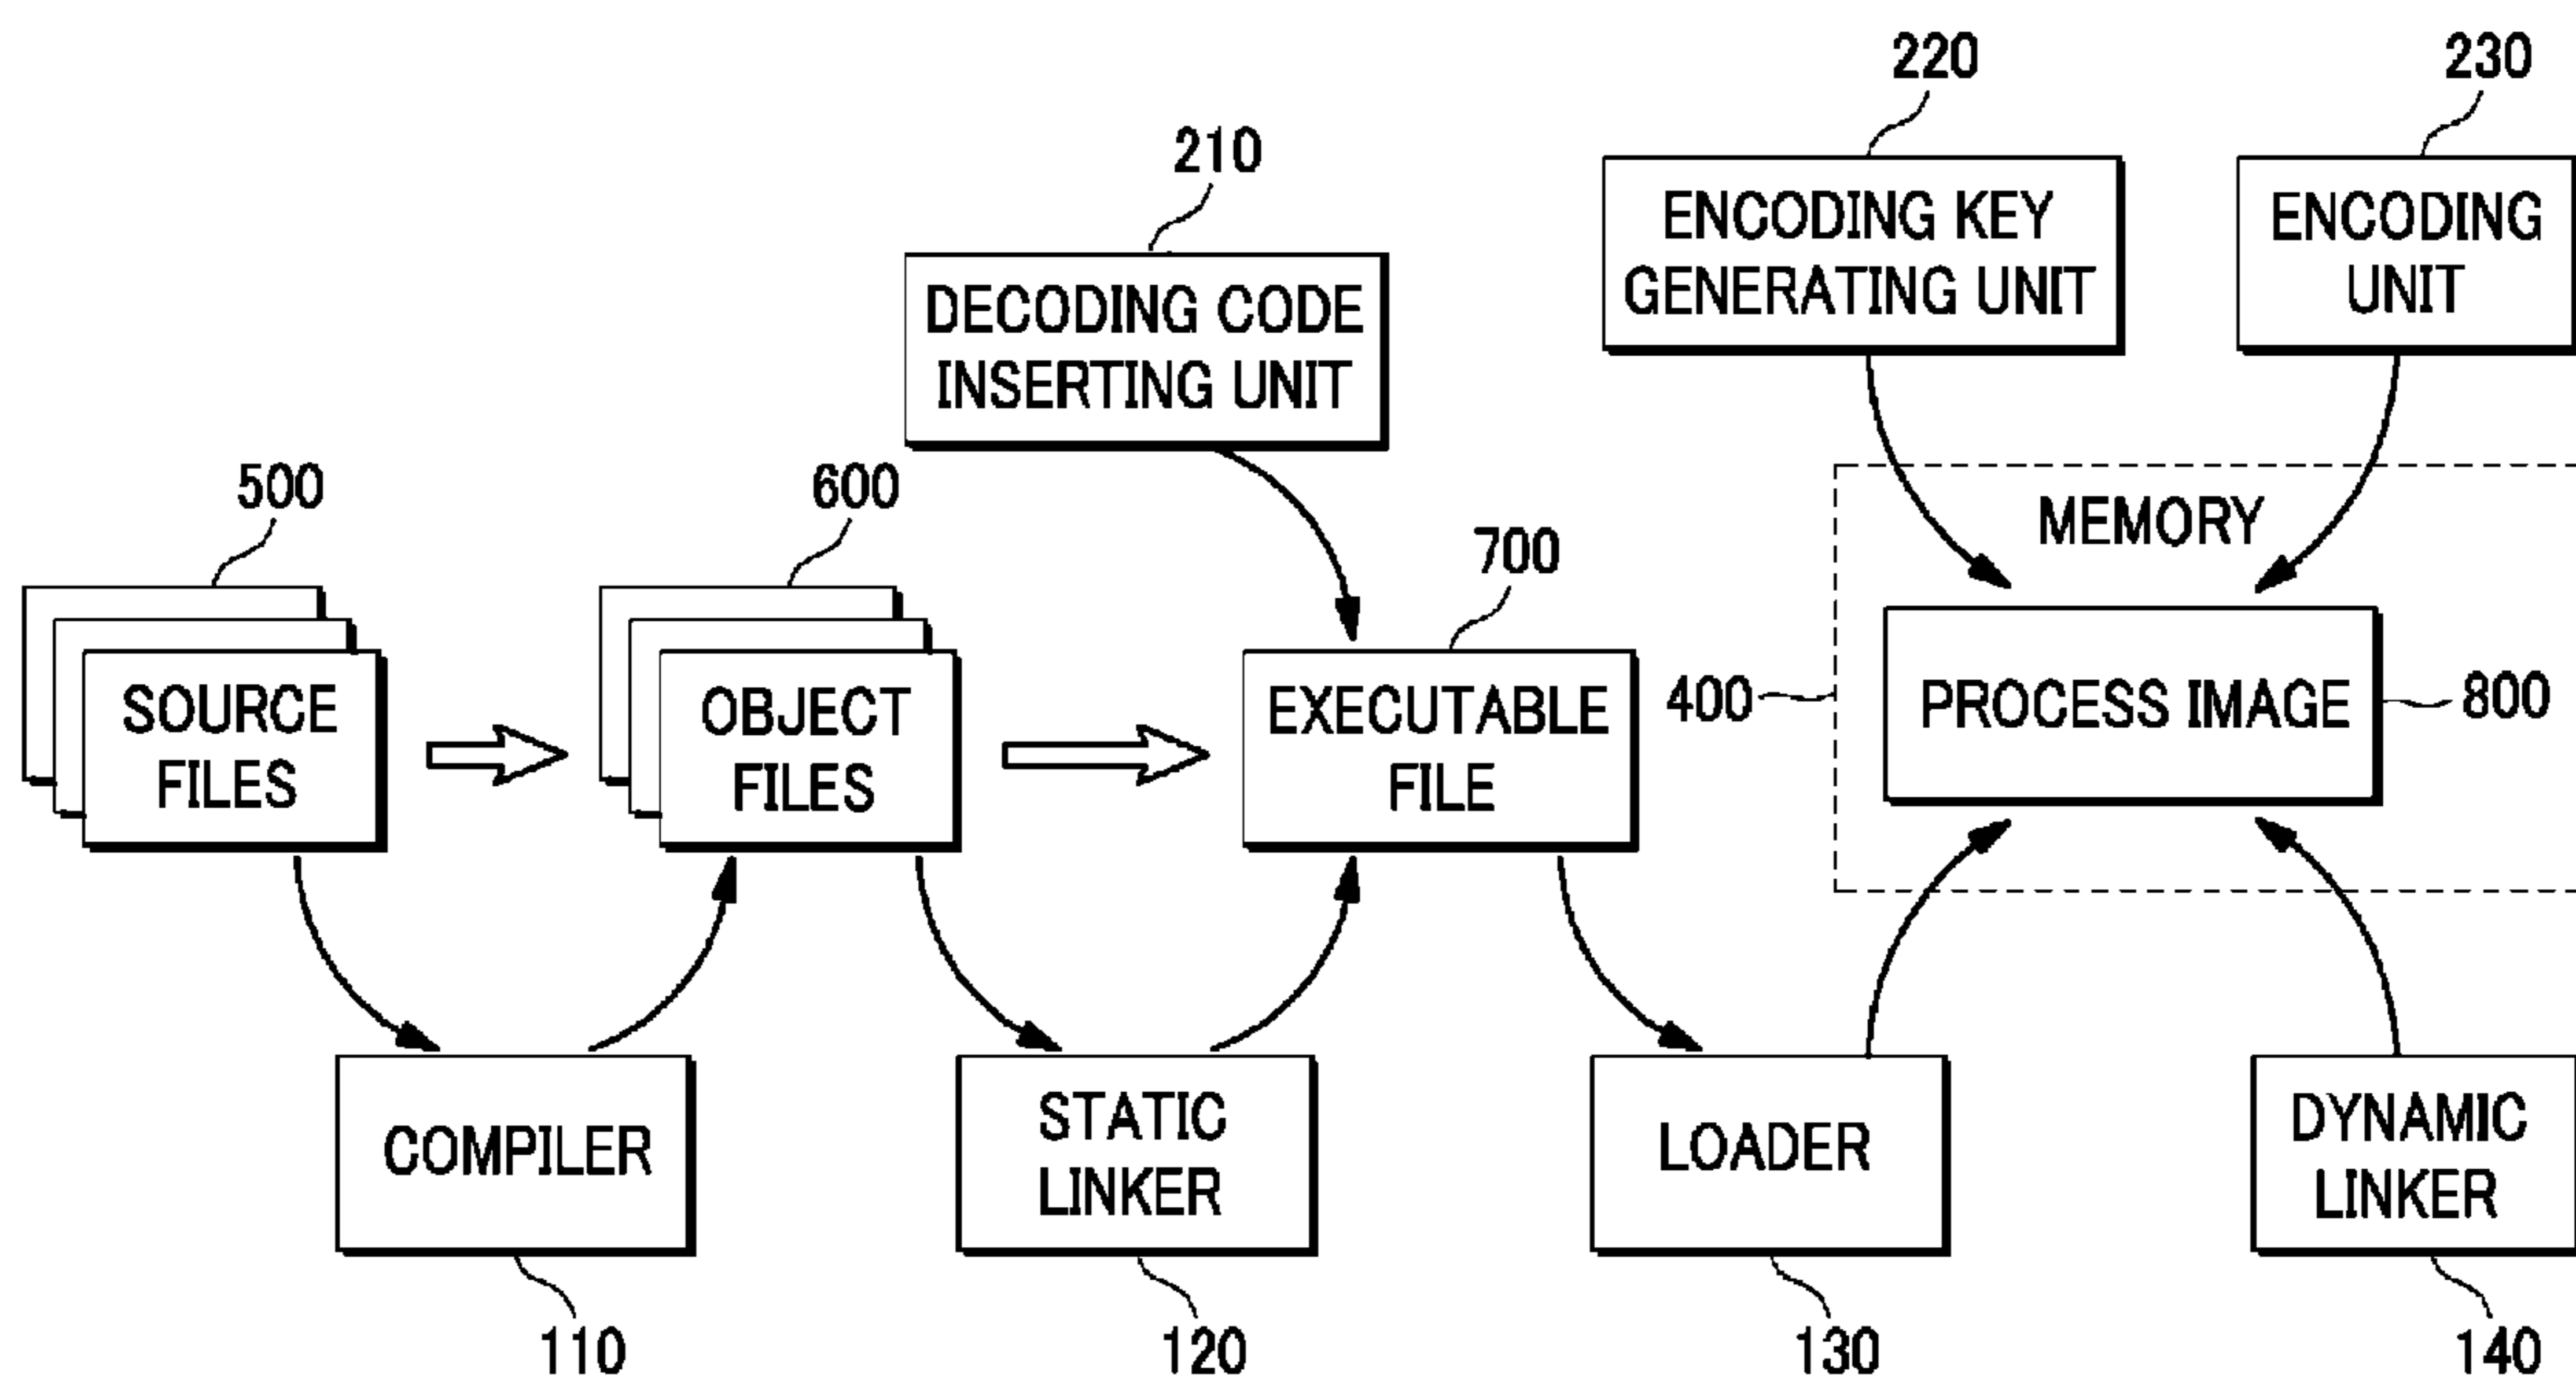 220
230
210
ENCODING KEY
GENERATING UNIT
ENCODING
UNIT
DECODING CODE
INSERTING UNIT
500
600
700
MEMORY
SOURCE
FILES
OBJECT
FILES
EXECUTABLE
FILE
400
PROCESS IMAGE
800
COMPILER
STATIC
LINKER
LOADER
DYNAMIC
LINKER
110
120
130
140